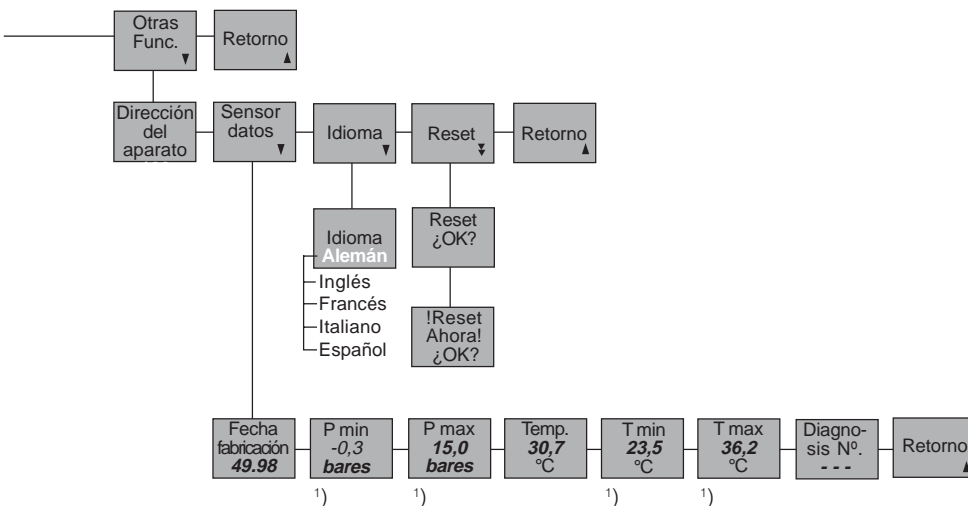 Otras
Func.
Retorno
Dirección
del
aparato
Sensor
datos
Idioma
Reset
Retorno
Idioma
Alemán
Inglés
Francés
Italiano
Español
Reset
¿OK?
!Reset
Ahora!
¿OK?
Fecha
fabricación
49.98
P min
-0,3
bares
P max
15,0
bares
Temp.
30,7
°C
T min
23,5
°C
T max
36,2
°C
Diagno-
sis Nº.
- - -
Retorno
1)
1)
1)
1)